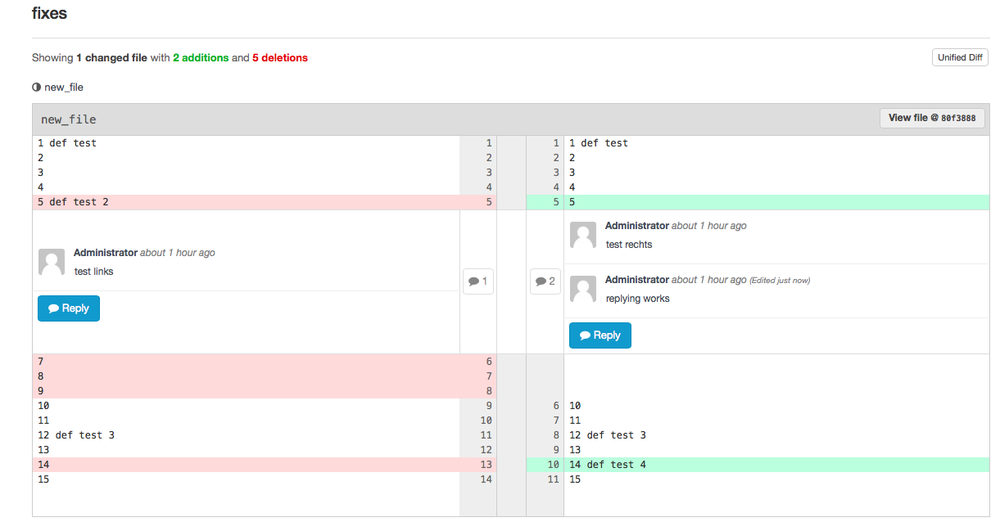 fixes
Showing 1 changed file with 2 additions and 5 deletions
Unified Diff
new_file
new_file
View file @ 80f3888
1 def test 1 1 1 def test
2 2 2 2
3 3 3 3
4 4 4 4
5 def test 2 5 5 5
Administrator about 1 hour ago
test links
Reply
1
2
Administrator about 1 hour ago
test rechts
Administrator about 1 hour ago (Edited just now)
replying works
Reply
7 6
8 7
9 8
10 9 6 10
11 10 7 11
12 def test 3 11 8 12 def test 3
13 12 9 13
14 13 10 14 def test 4
15 14 11 15